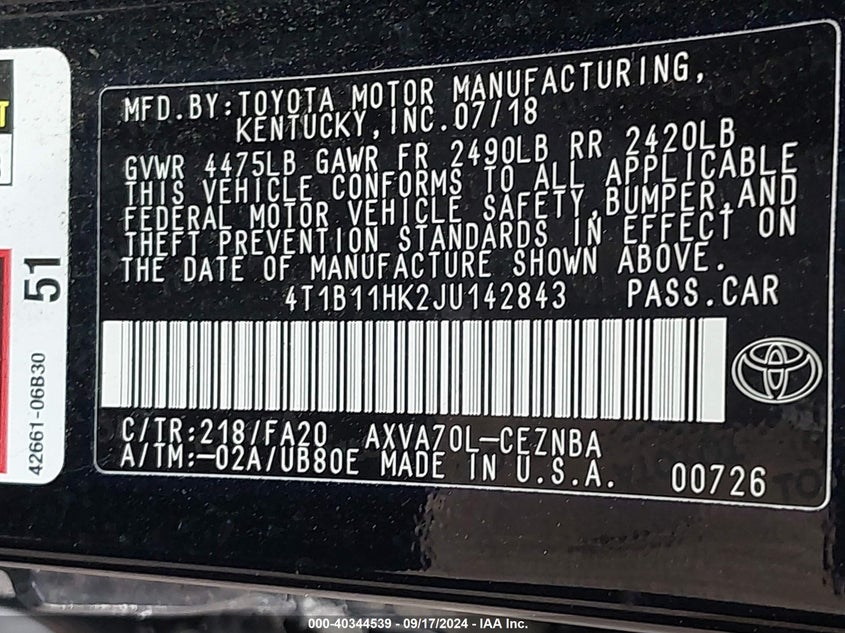 MFD.BY:TOYOTA MOTOR MANUFACTURING,
KENTUCKY, INC.07/18
GVWR 4475LB GAWR FR 2490LB RR 2420LB
THIS VEHICLE CONFORMS TO ALL APPLICABLE
FEDERAL MOTOR VEHICLE SAFETY,BUMPER,AND
THEFT PREVENTION STANDARDS IN EFFECT ON
THE DATE OF MANUFACTURE SHOWN ABOVE.
4T1B11HK2JU142843 PASS.CAR
C/TR:218/FA20 AXVA70L-CEZNBA
A/TM:-02A/UB80E MADE IN U.S.A. 00726
51
42661-06B30
000-40344539 - 09/17/2024 - IAA Inc.